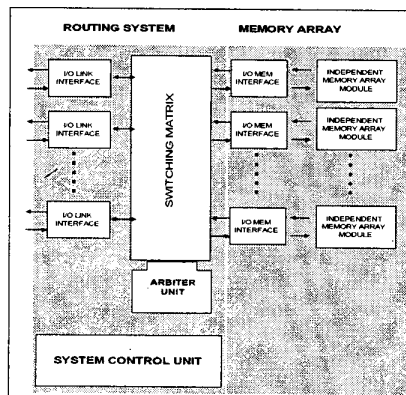 ROUTING SYSTEM
MEMORY ARRAY
I/O LINK
INTERFACE
I/O MEM
INTERFACE
INDEPENDENT
MEMORY ARRAY
MODULE
I/O LINK
INTERFACE
I/O MEM
INTERFACE
INDEPENDENT
MEMORY ARRAY
MODULE
SWITCHING MATRIX
I/O LINK
INTERFACE
I/O MEM
INTERFACE
INDEPENDENT
MEMORY ARRAY
MODULE
ARBITER
UNIT
SYSTEM CONTROL UNIT